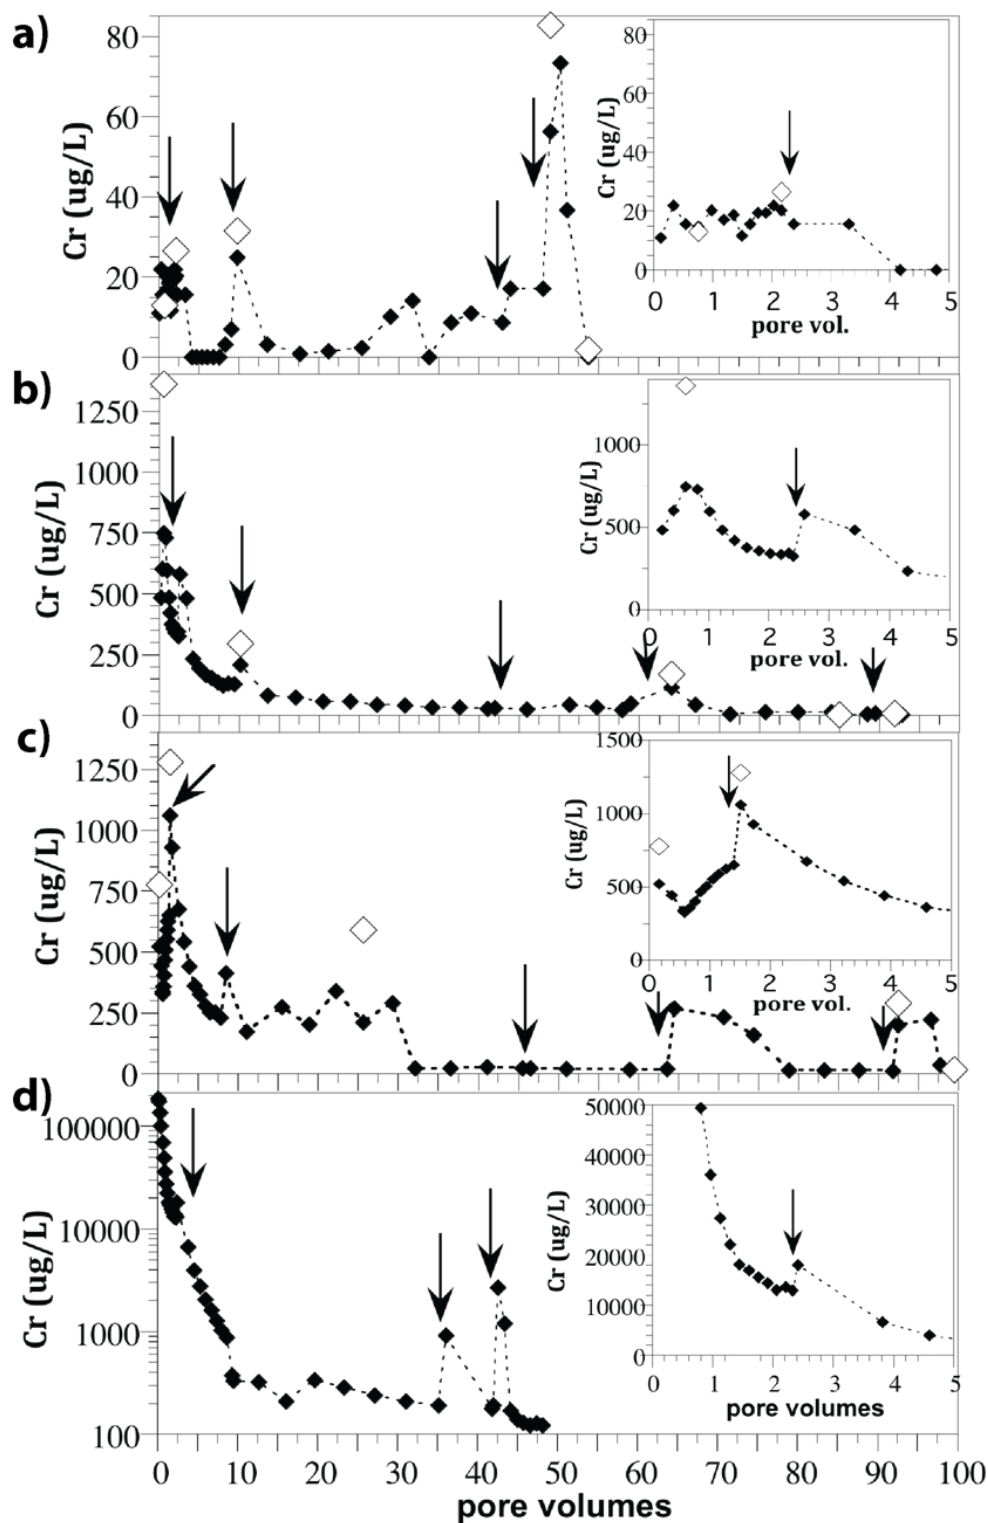 a)
80
60
40
20
0
Cr (ug/L)
80
60
40
20
0
Cr (ug/L)
0 1 2 3 4 5
pore vol.
b)
1250
1000
750
500
250
0
Cr (ug/L)
1000
500
0
Cr (ug/L)
0 1 2 3 4 5
pore vol.
c)
1250
1000
750
500
250
0
Cr (ug/L)
1500
1000
500
0
Cr (ug/L)
0 1 2 3 4 5
pore vol.
d)
100000
10000
1000
100
Cr (ug/L)
50000
40000
30000
20000
10000
0
Cr (ug/L)
0 1 2 3 4 5
pore volumes
0 10 20 30 40 50 60 70 80 90 100
pore volumes